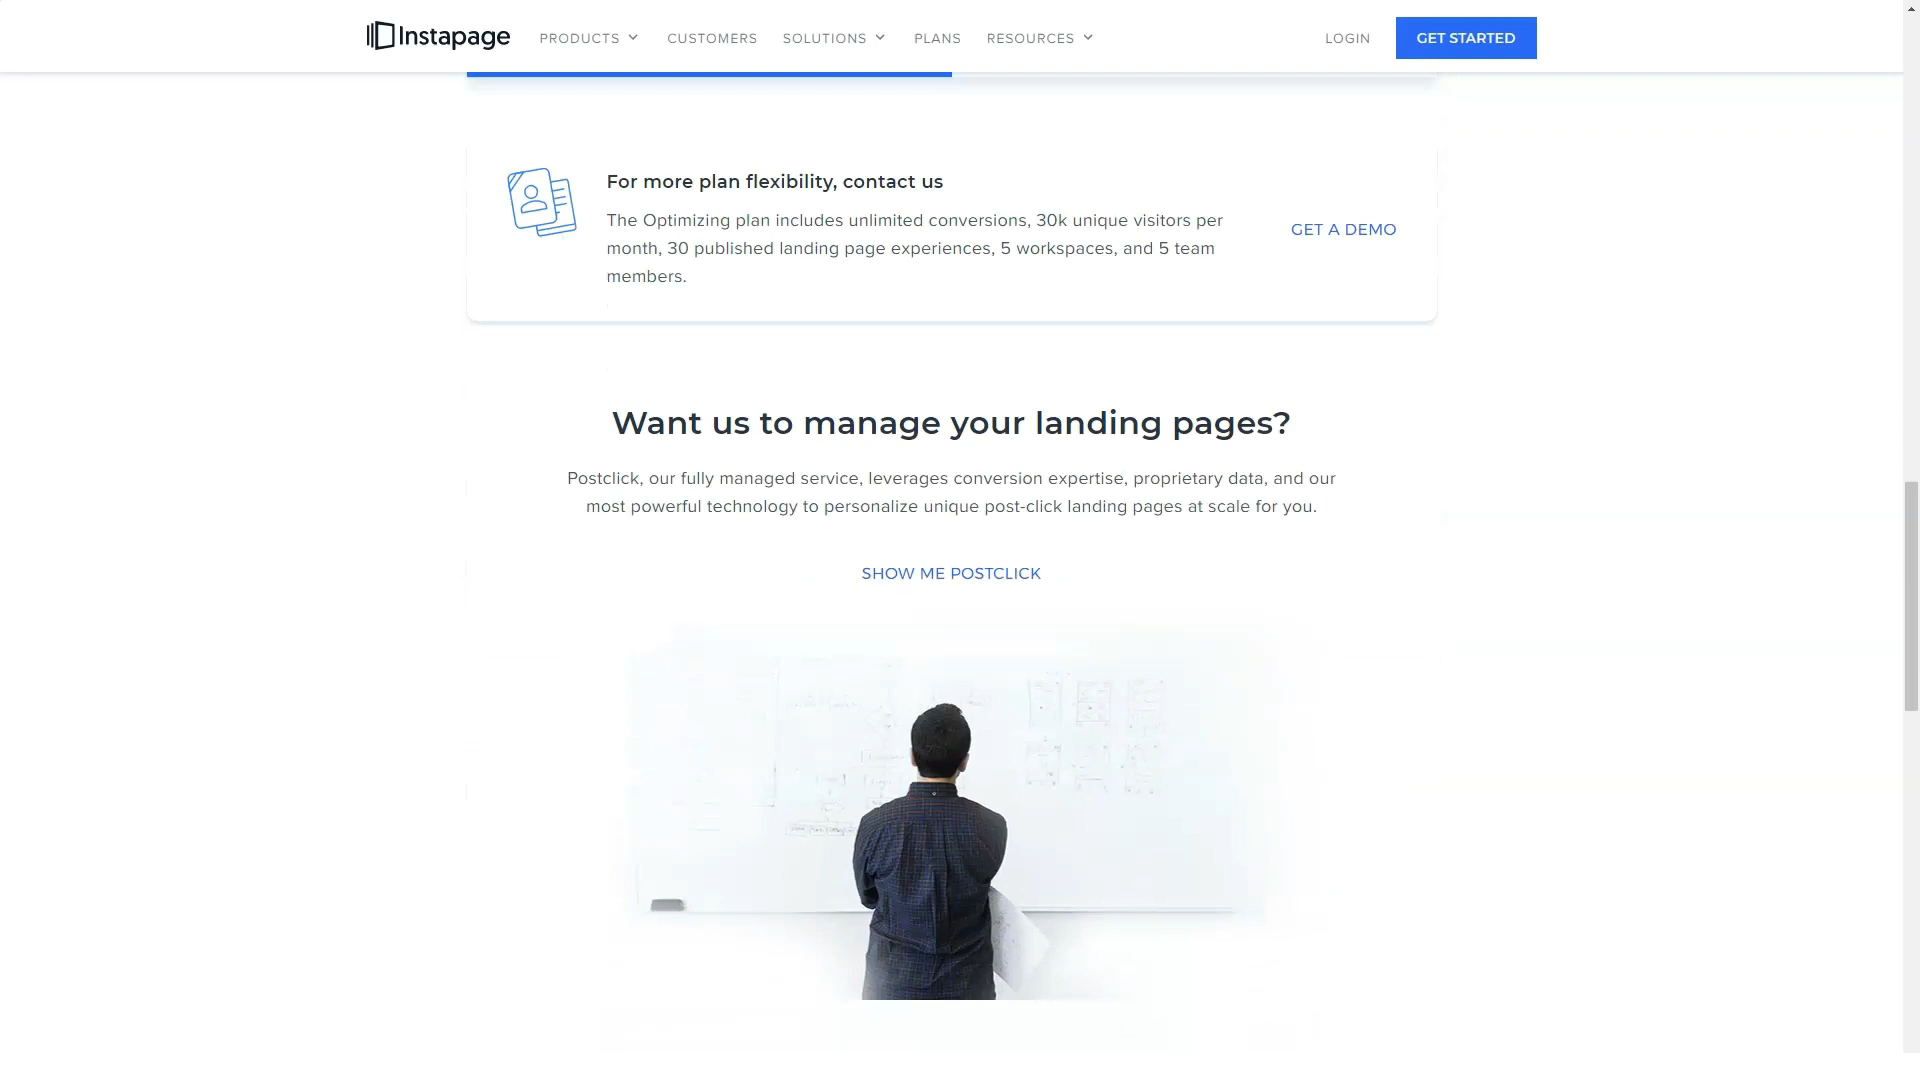 Instapage
PRODUCTS
CUSTOMERS
SOLUTIONS
PLANS
RESOURCES
LOGIN
GET STARTED
For more plan flexibility, contact us
The Optimizing plan includes unlimited conversions, 30k unique visitors per
month, 30 published landing page experiences, 5 workspaces, and 5 team
members.
GET A DEMO
Want us to manage your landing pages?
Postclick, our fully managed service, leverages conversion expertise, proprietary data, and our
most powerful technology to personalize unique post-click landing pages at scale for you.
SHOW ME POSTCLICK